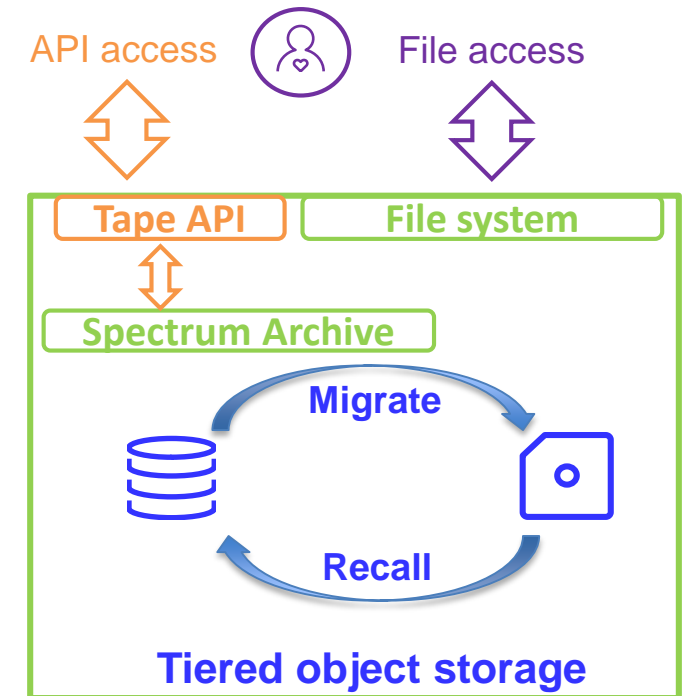 API access
File access
Tape API
File system
Spectrum Archive
Migrate
Recall
Tiered object storage